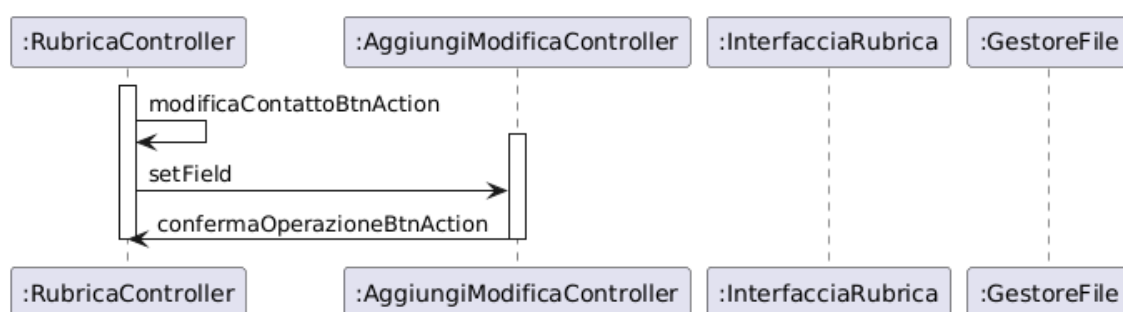 :RubricaController :AggiungiModificaController :InterfacciaRubrica :GestoreFile
modificaContattoBtnAction
setField
confermaOperazioneBtnAction
:RubricaController :AggiungiModificaController :InterfacciaRubrica :GestoreFile